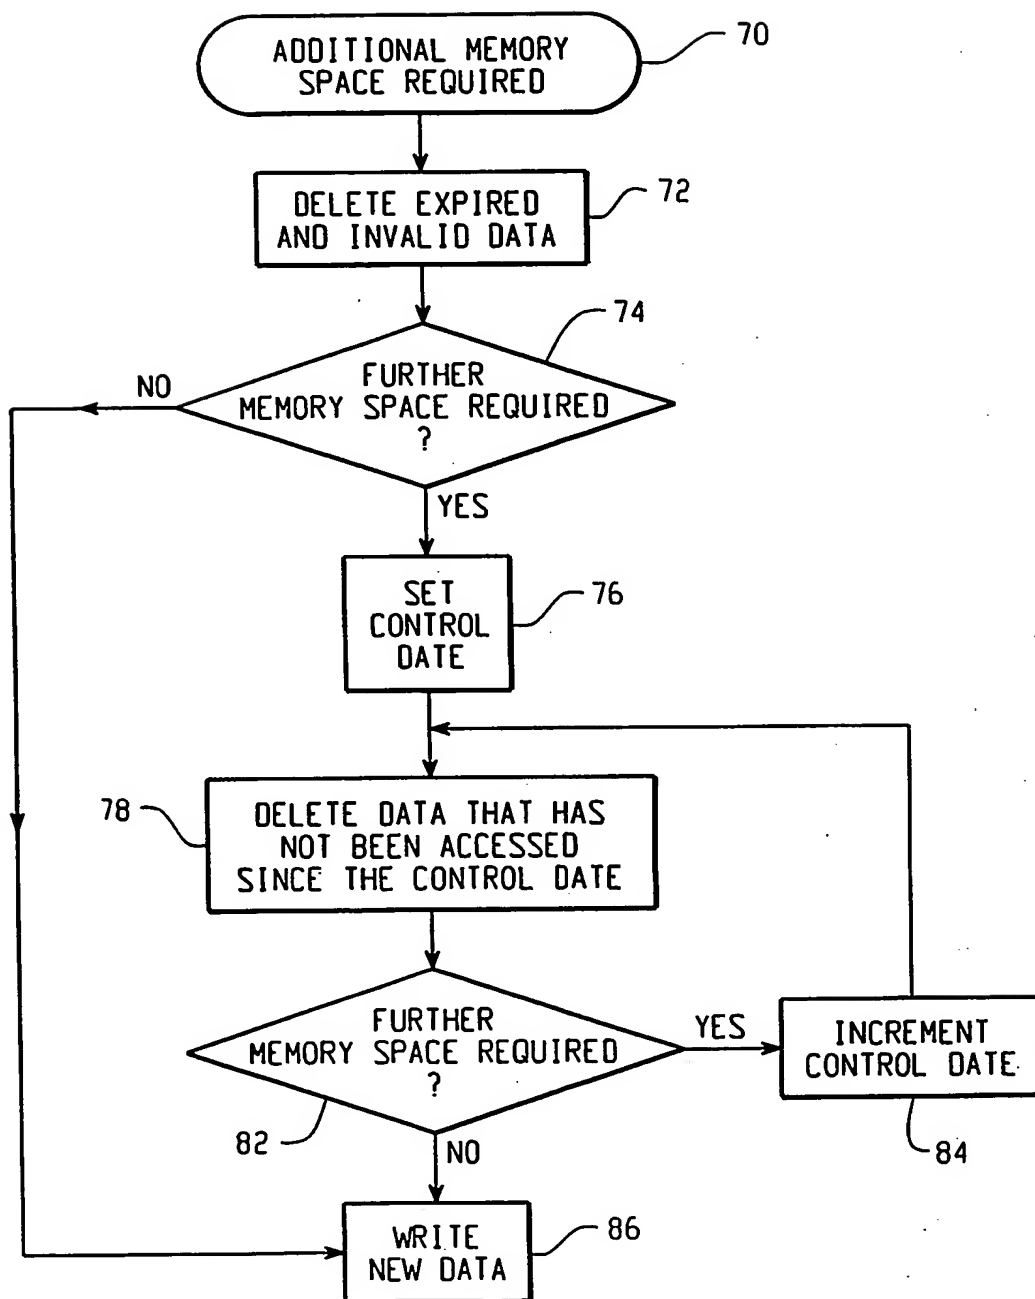 ADDITIONAL MEMORY
SPACE REQUIRED
70
DELETE EXPIRED
AND INVALID DATA
72
74
FURTHER
MEMORY SPACE REQUIRED
?
NO
YES
SET
CONTROL
DATE
76
78
DELETE DATA THAT HAS
NOT BEEN ACCESSED
SINCE THE CONTROL DATE
FURTHER
MEMORY SPACE REQUIRED
?
YES
INCREMENT
CONTROL DATE
82
NO
84
WRITE
NEW DATA
86